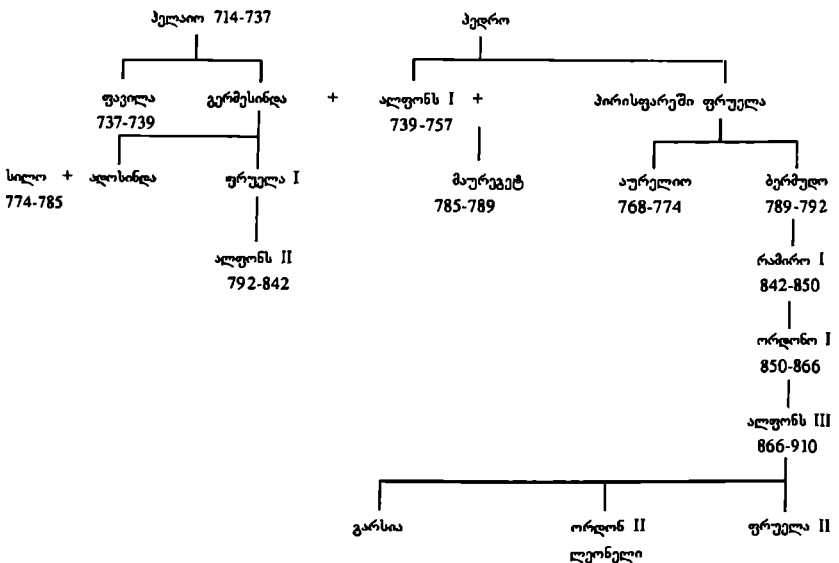 პელაიო 714-737 პედრო
ფავილა გერმესინდა + ალფონს I + პირისფარეში ფრუელა
737-739 739-757
სილო + ადოსინდა ფრუელა I მაურეგეტ აურელიო ბერმუდო
774-785 785-789 768-774 789-792
ალფონს II რამირო I
792-842 842-850
ორდონო I
850-866
ალფონს III
866-910
გარსია ორდონ II ფრუელა II
ლეონელი